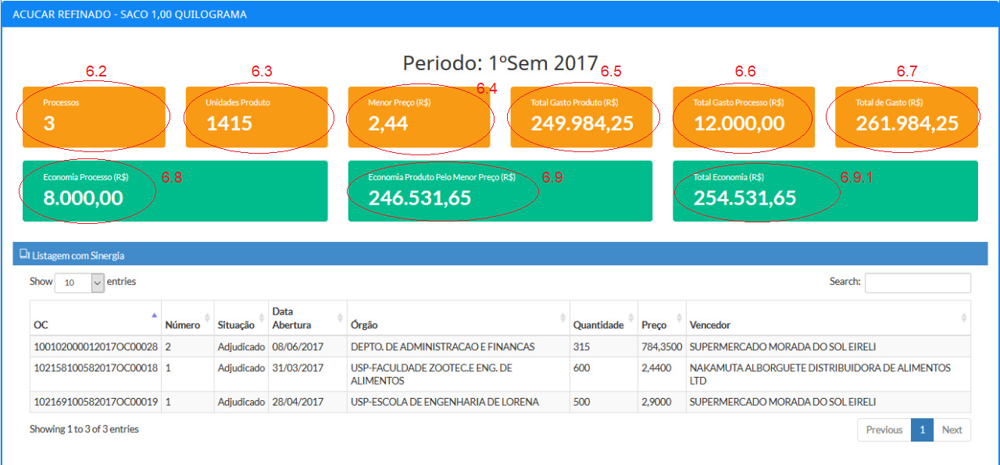 ACUCAR REFINADO - SACO 1,00 QUILOGRAMA
Periodo: 1ºSem 2017
6.2 6.3 6.4 6.5 6.6 6.7
Processos Unidades Produto Menor Preço (R$) Total Gasto Produto (R$) Total Gasto Processo (R$) Total de Gasto (R$)
3 1415 2,44 249.984,25 12.000,00 261.984,25
Economia Processo (R$) 6.8 Economia Produto Pelo Menor Preço (R$) 6.9 Total Economia (R$) 6.9.1
8.000,00 246.531,65 254.531,65
Listagem com Sinergia
Show 10 entries Search:
OC Número Situação Data Abertura Órgão Quantidade Preço Vencedor
100102000012017OC00028 2 Adjudicado 08/06/2017 DEPTO. DE ADMINISTRACAO E FINANCAS 315 784,3500 SUPERMERCADO MORADA DO SOL EIRELI
102158100582017OC00018 1 Adjudicado 31/03/2017 USP-FACULDADE ZOOTEC.E ENG. DE ALIMENTOS 600 2,4400 NAKAMUTA ALBORGUETE DISTRIBUIDORA DE ALIMENTOS LTD
102169100582017OC00019 1 Adjudicado 28/04/2017 USP-ESCOLA DE ENGENHARIA DE LORENA 500 2,9000 SUPERMERCADO MORADA DO SOL EIRELI
Showing 1 to 3 of 3 entries Previous 1 Next